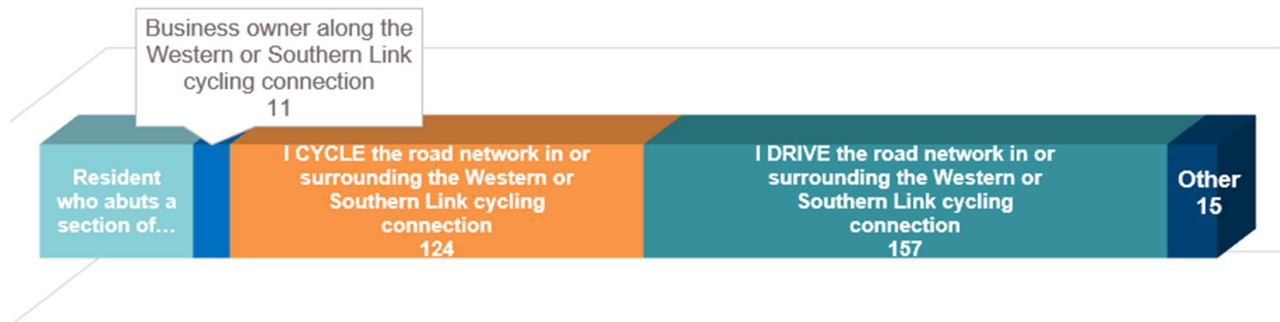 Business owner along the
Western or Southern Link
cycling connection
11
Resident
who abuts a
section of...
I CYCLE the road network in or
surrounding the Western or
Southern Link cycling
connection
124
I DRIVE the road network in or
surrounding the Western or
Southern Link cycling
connection
157
Other
15